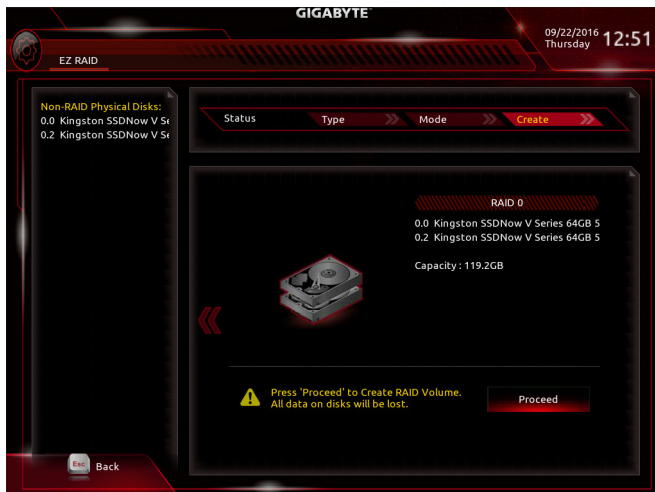 GIGABYTE
09/22/2016
Thursday
12:51
EZ RAID
Non-RAID Physical Disks:
0.0 Kingston SSDNow V Se
0.2 Kingston SSDNow V Se
Status Type Mode Create
RAID 0
0.0 Kingston SSDNow V Series 64GB 5
0.2 Kingston SSDNow V Series 64GB 5
Capacity : 119.2GB
Press 'Proceed' to Create RAID Volume.
All data on disks will be lost.
Proceed
Esc Back